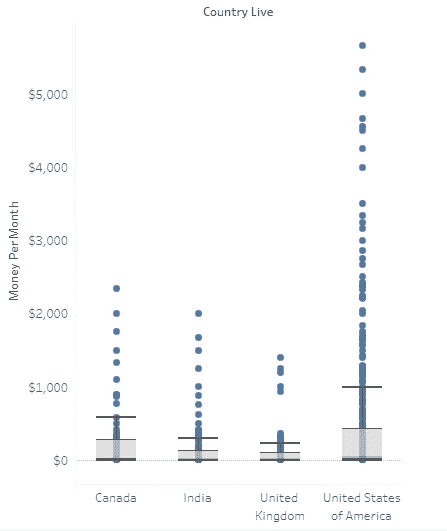 Country Live
$5,000
$4,000
$3,000
$2,000
$1,000
$0
Money Per Month
Canada
India
United
Kingdom
United States
of America